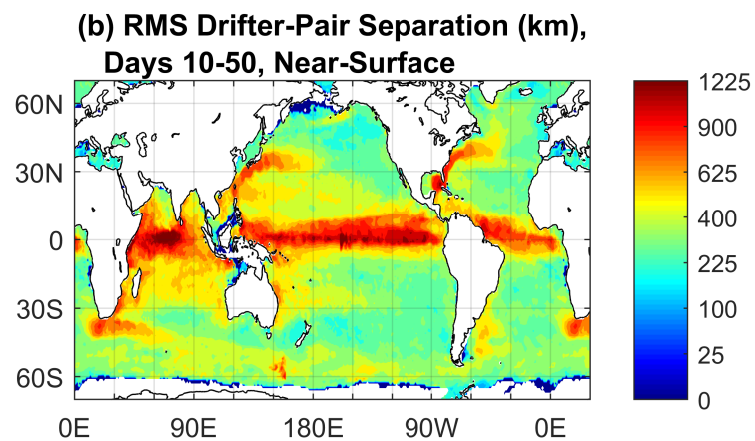 (b) RMS Drifter-Pair Separation (km),
Days 10-50, Near-Surface
60N
30N
0
30S
60S
0E
90E
180E
90W
0E
1225
900
625
400
225
100
25
0